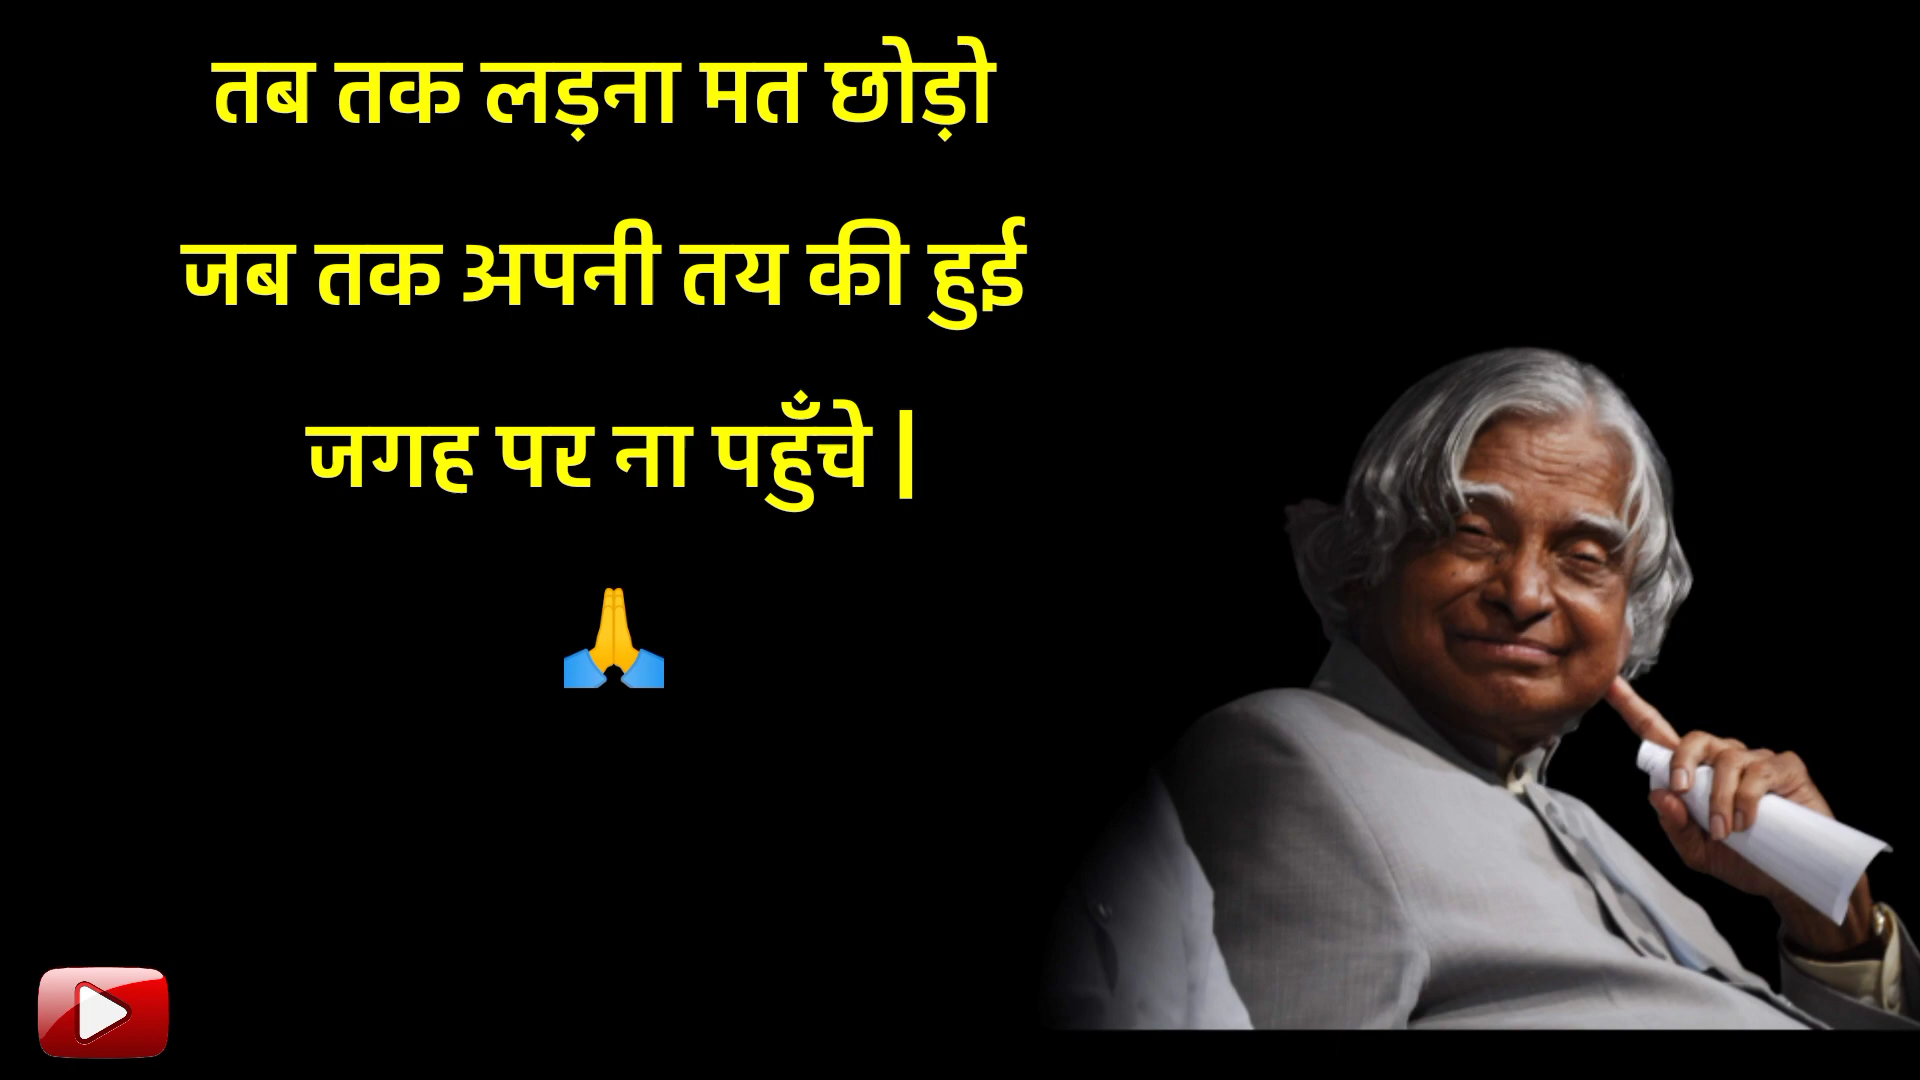 तब तक लड़ना मत छोड़ो
जब तक अपनी तय की हुई
जगह पर ना पहुँचे |
🙏